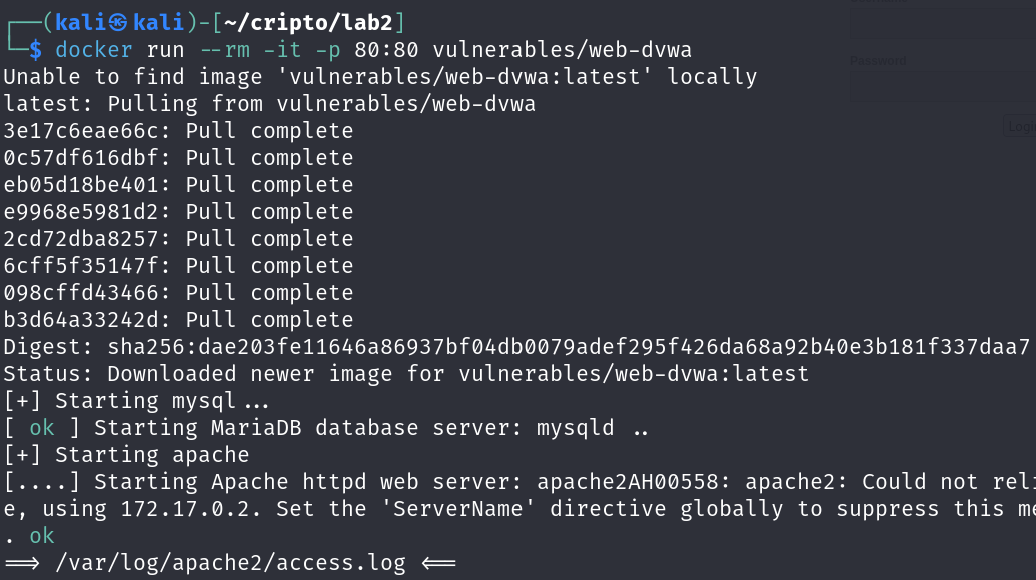 ┌──(kali㉿kali)-[~/cripto/lab2]
└─$ docker run --rm -it -p 80:80 vulnerables/web-dvwa
Unable to find image 'vulnerables/web-dvwa:latest' locally
latest: Pulling from vulnerables/web-dvwa
Password
3e17c6eae66c: Pull complete
Login
0c57df616dbf: Pull complete
eb05d18be401: Pull complete
e9968e5981d2: Pull complete
2cd72dba8257: Pull complete
6cff5f35147f: Pull complete
098cffd43466: Pull complete
b3d64a33242d: Pull complete
Digest: sha256:dae203fe11646a86937bf04db0079adef295f426da68a92b40e3b181f337daa7
Status: Downloaded newer image for vulnerables/web-dvwa:latest
[+] Starting mysql...
[ ok ] Starting MariaDB database server: mysqld ..
[+] Starting apache
[....] Starting Apache httpd web server: apache2AH00558: apache2: Could not reli
e, using 172.17.0.2. Set the 'ServerName' directive globally to suppress this me
. ok
==> /var/log/apache2/access.log <==